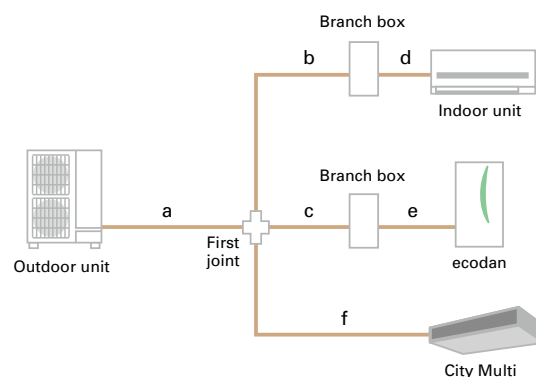 Branch box
b
d
Indoor unit
Branch box
a
c
e
First
joint
Outdoor unit
ecodan
f
City Multi